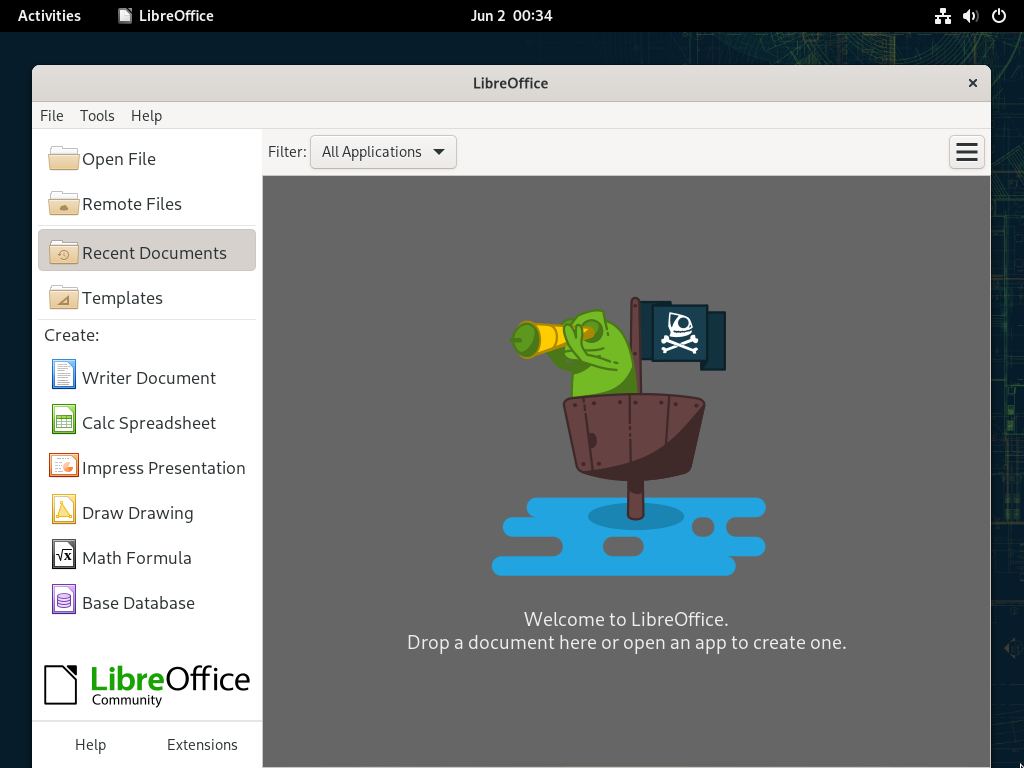 Activities LibreOffice Jun 2 00:34
LibreOffice
File Tools Help
Open File
Remote Files
Recent Documents
Templates
Create:
Writer Document
Calc Spreadsheet
Impress Presentation
Draw Drawing
Math Formula
Base Database
LibreOffice
Community
Help Extensions
Filter: All Applications
Welcome to LibreOffice.
Drop a document here or open an app to create one.